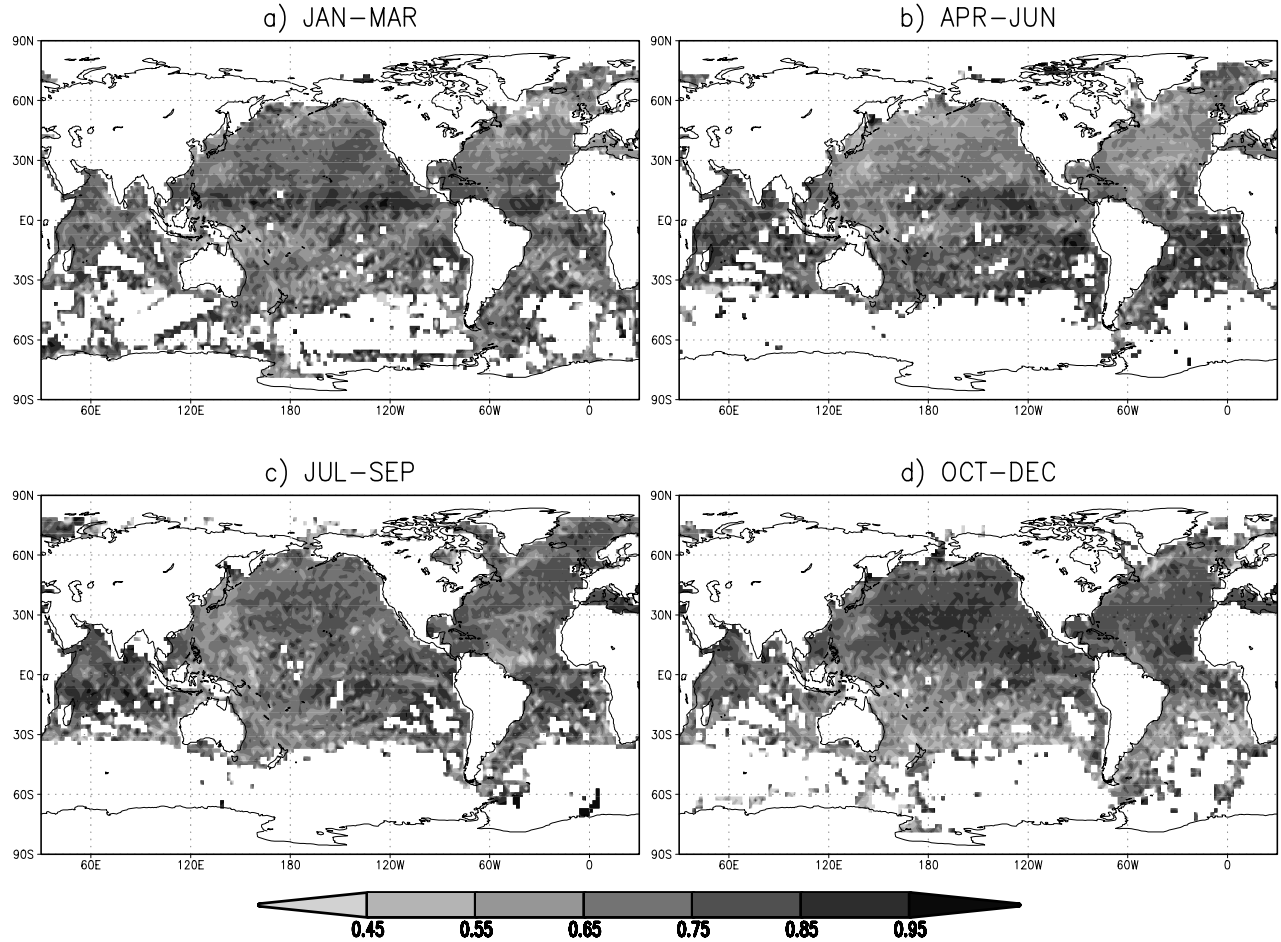 a) JAN−MAR
b) APR−JUN
90N
60N
30N
EQ
30S
60S
90S
60E 120E 180 120W 60W 0
90N
60N
30N
EQ
30S
60S
90S
60E 120E 180 120W 60W 0
c) JUL−SEP
d) OCT−DEC
90N
60N
30N
EQ
30S
60S
90S
60E 120E 180 120W 60W 0
90N
60N
30N
EQ
30S
60S
90S
60E 120E 180 120W 60W 0
0.45 0.55 0.65 0.75 0.85 0.95